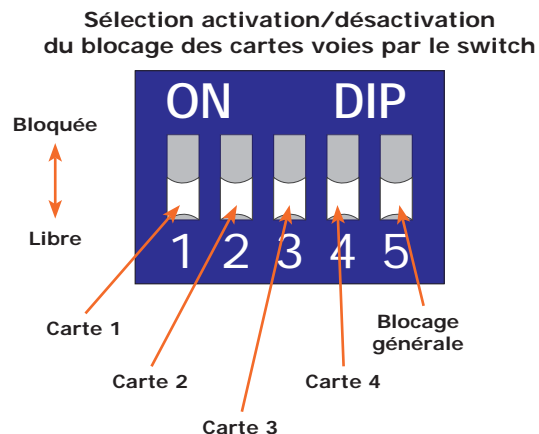 Sélection activation/désactivation
du blocage des cartes voies par le switch
ON DIP
Bloquée
Libre
1 2 3 4 5
Carte 1
Blocage
générale
Carte 2
Carte 4
Carte 3